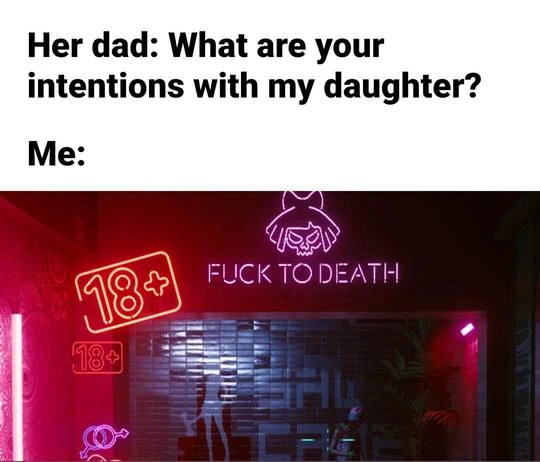 Her dad: What are your
intentions with my daughter?
Me:
FUCK TO DEATH
18+
18+